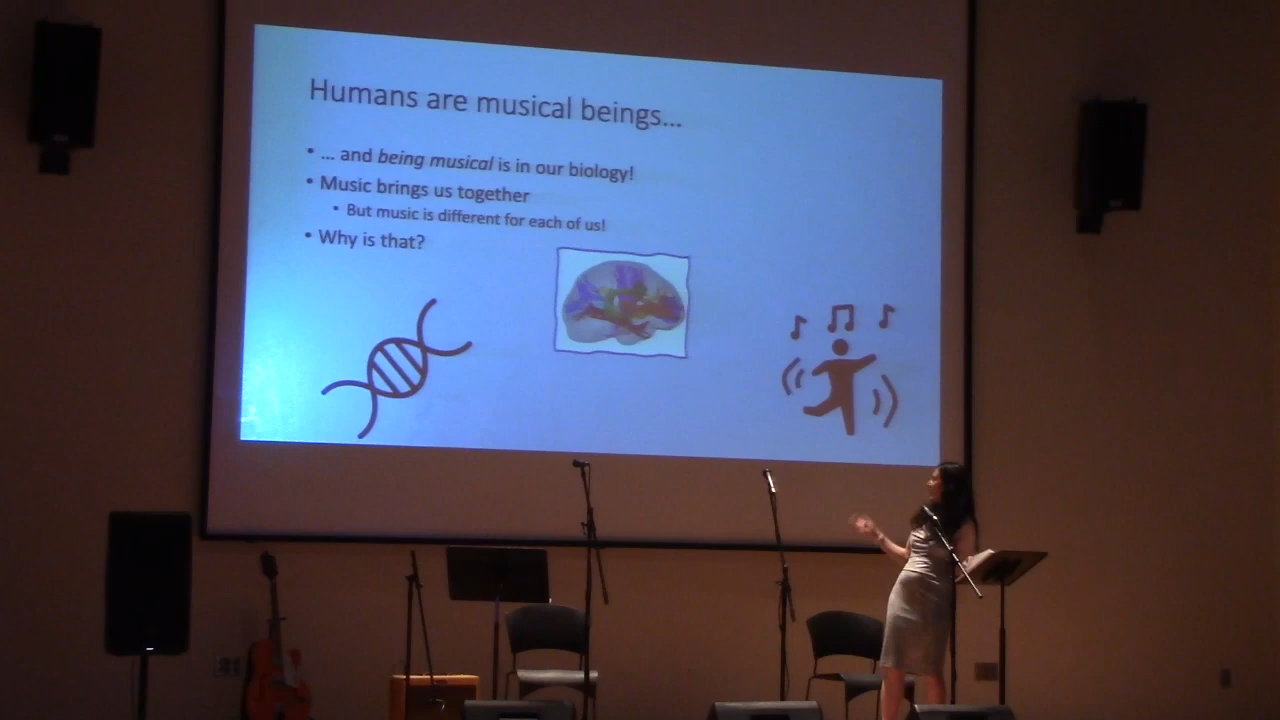 Humans are musical beings...
• ... and being musical is in our biology!
• Music brings us together
• But music is different for each of us!
• Why is that?